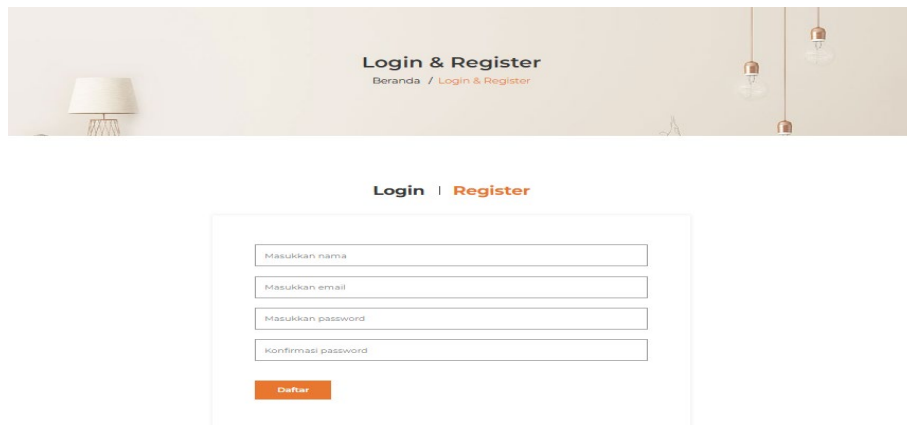 Login & Register
Beranda / Login & Register
Login | Register
Masukkan nama
Masukkan email
Masukkan password
Konfirmasi password
Daftar